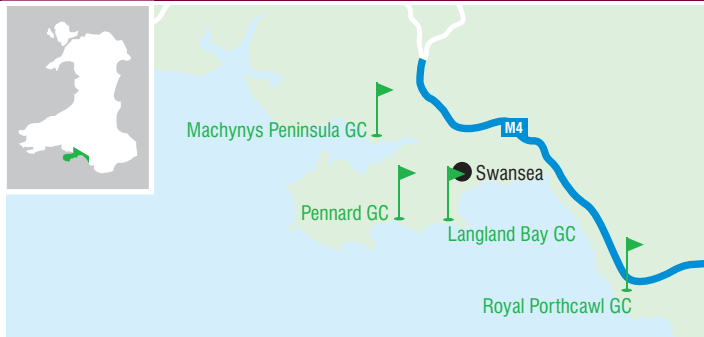 Machynys Peninsula GC
M4
Swansea
Pennard GC
Langland Bay GC
Royal Porthcawl GC